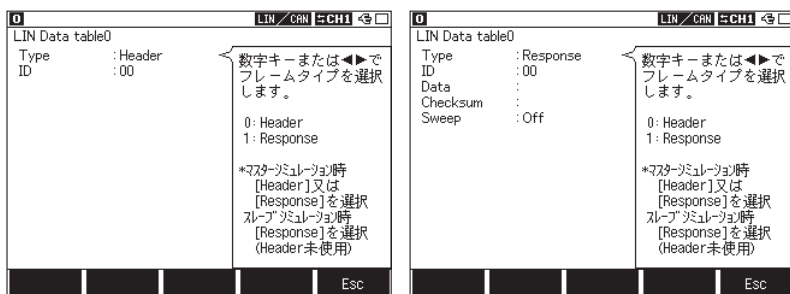 0 LIN/CAN ⇆CH1
LIN Data table0
Type :Header
ID :00
数字キーまたは◀▶で
フレームタイプを選択
します。
0: Header
1: Response
*ﾏｽﾀｰｼﾐｭﾚｰｼｮﾝ時
[Header]又は
[Response]を選択
ｽﾚｰﾌﾞｼﾐｭﾚｰｼｮﾝ時
[Response]を選択
(Header未使用)
Esc
0 LIN/CAN ⇆CH1
LIN Data table0
Type :Response
ID :00
Data :
Checksum :
Sweep :Off
数字キーまたは◀▶で
フレームタイプを選択
します。
0: Header
1: Response
*ﾏｽﾀｰｼﾐｭﾚｰｼｮﾝ時
[Header]又は
[Response]を選択
ｽﾚｰﾌﾞｼﾐｭﾚｰｼｮﾝ時
[Response]を選択
(Header未使用)
Esc